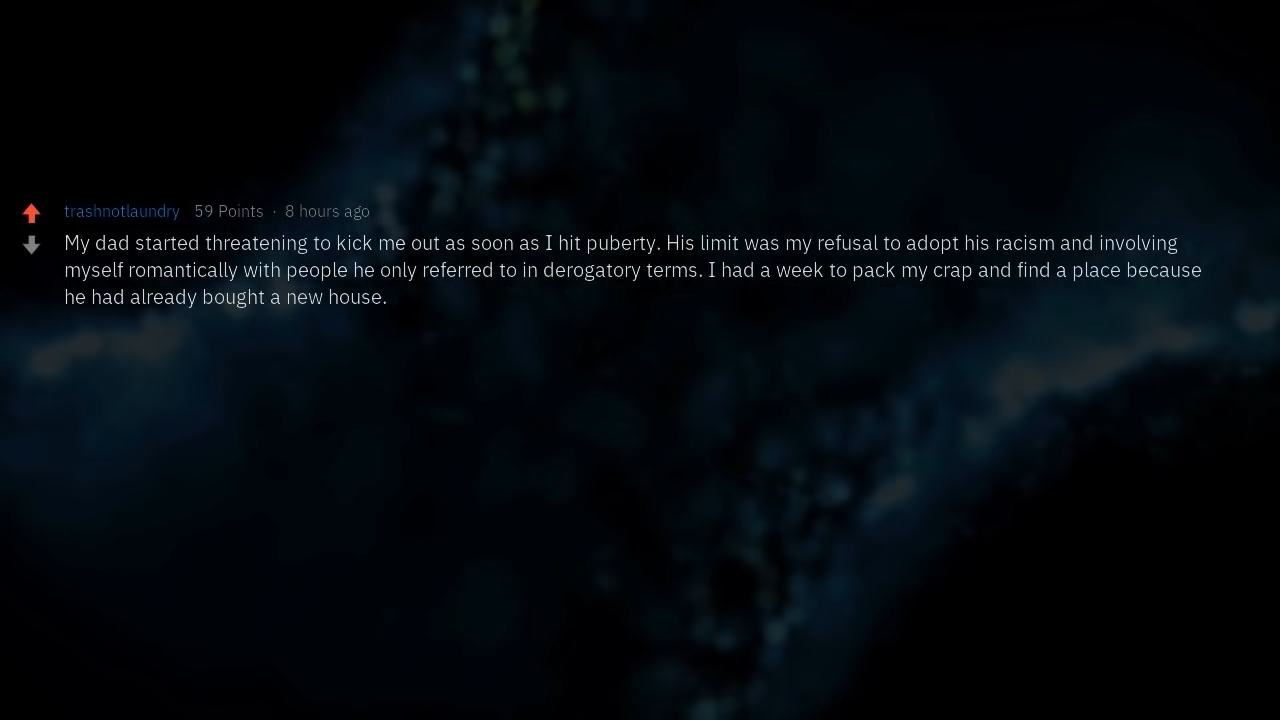 trashnotlaundry 59 Points · 8 hours ago
My dad started threatening to kick me out as soon as I hit puberty. His limit was my refusal to adopt his racism and involving
myself romantically with people he only referred to in derogatory terms. I had a week to pack my crap and find a place because
he had already bought a new house.